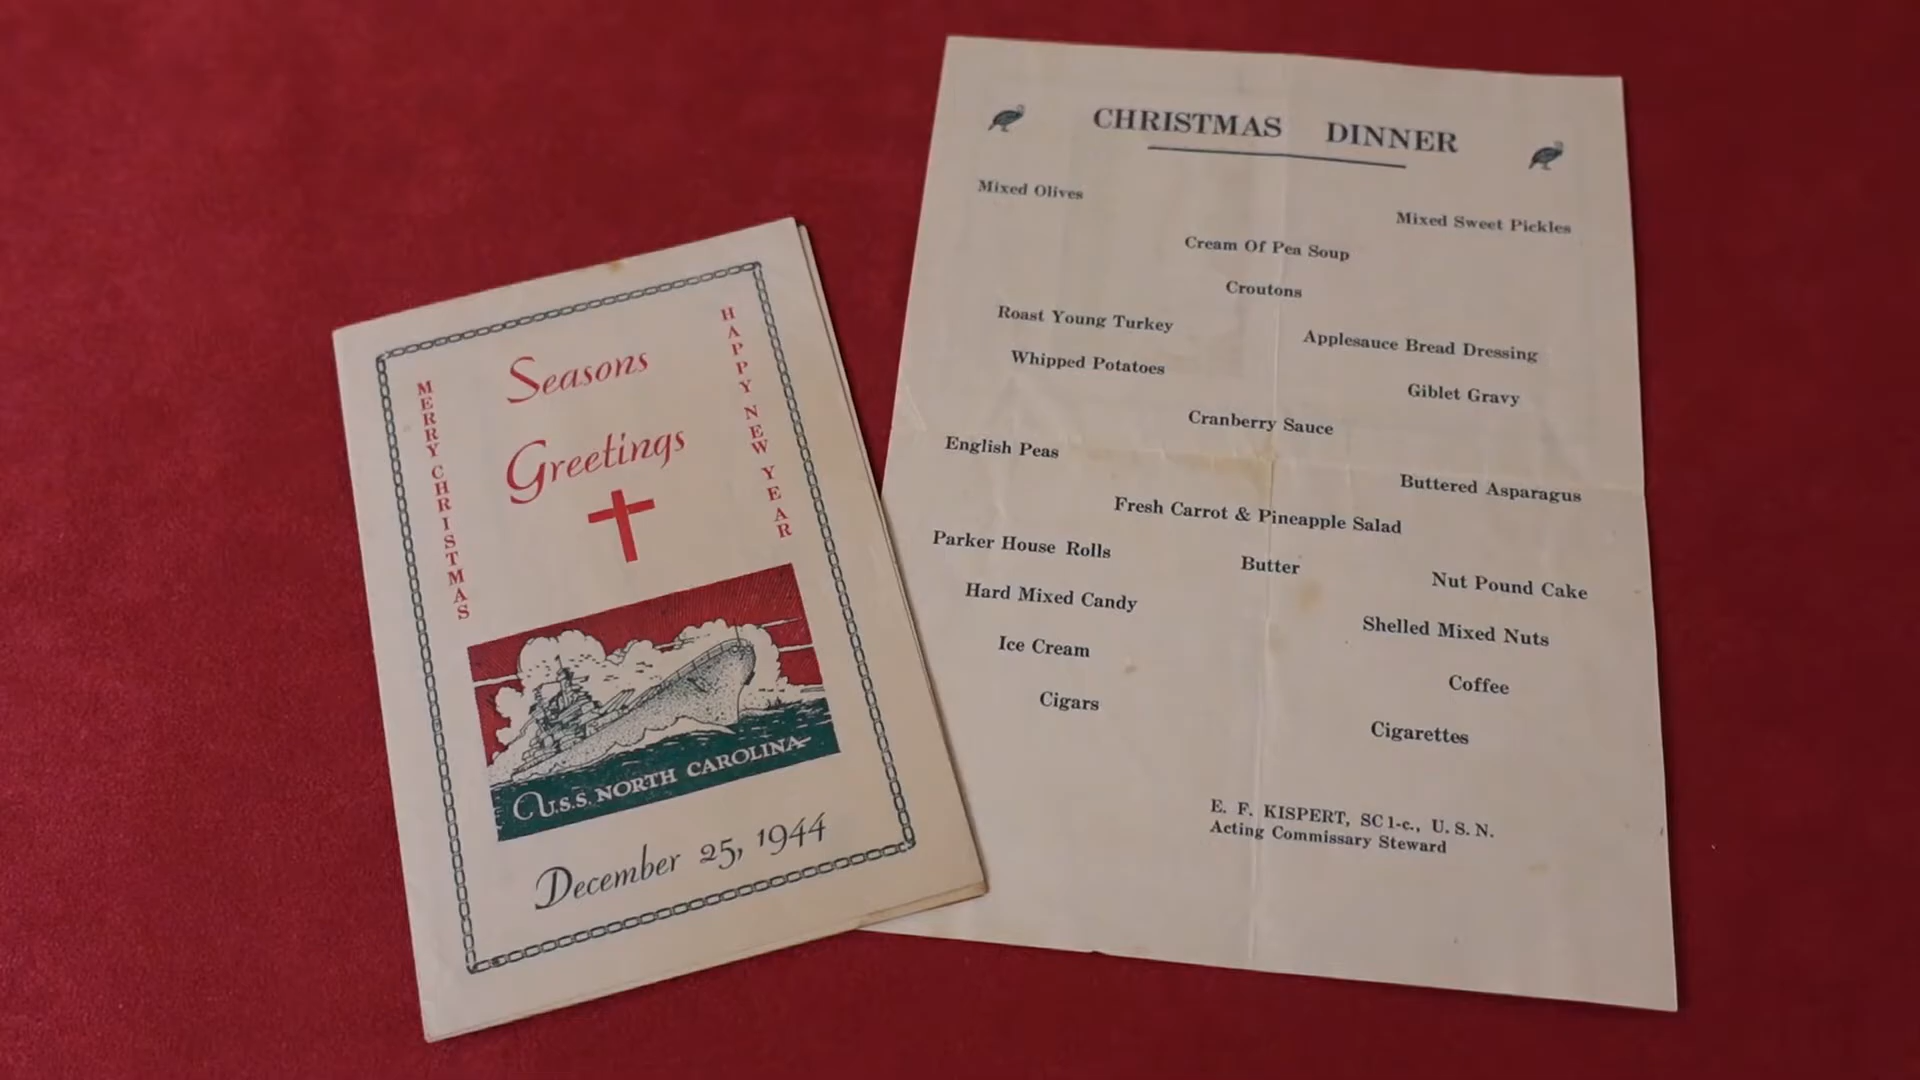 Seasons
Greetings
MERRY CHRISTMAS
HAPPY NEW YEAR
U.S.S. NORTH CAROLINA
December 25, 1944
CHRISTMAS DINNER
Mixed Olives
Mixed Sweet Pickles
Cream Of Pea Soup
Croutons
Roast Young Turkey
Applesauce Bread Dressing
Whipped Potatoes
Giblet Gravy
Cranberry Sauce
English Peas
Buttered Asparagus
Fresh Carrot & Pineapple Salad
Parker House Rolls
Butter
Nut Pound Cake
Hard Mixed Candy
Shelled Mixed Nuts
Ice Cream
Coffee
Cigars
Cigarettes
E. F. KISPERT, SC 1-c., U. S. N.
Acting Commissary Steward